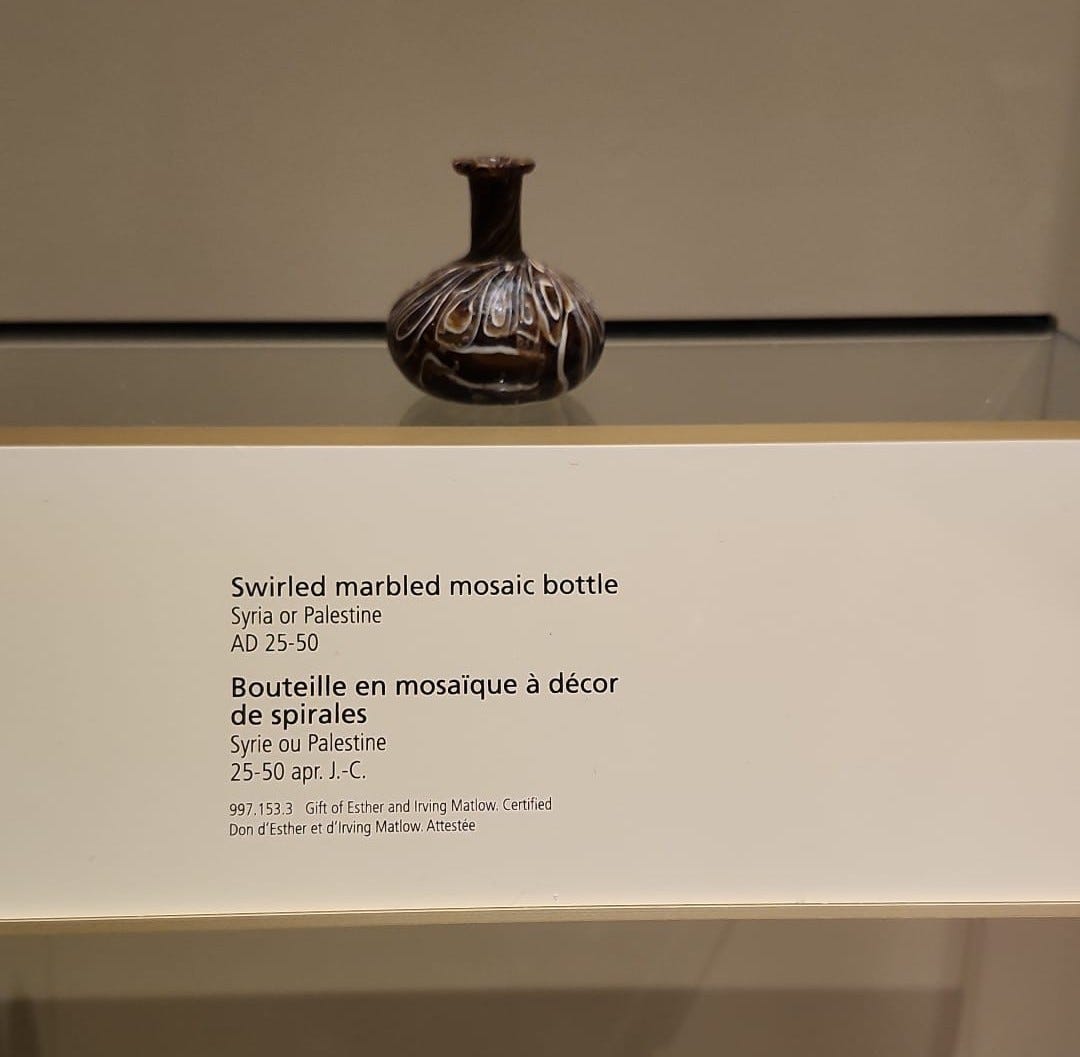 Swirled marbled mosaic bottle
Syria or Palestine
AD 25-50
Bouteille en mosaïque à décor
de spirales
Syrie ou Palestine
25-50 apr. J.-C.
997.153.3 Gift of Esther and Irving Matlow. Certified
Don d'Esther et d'Irving Matlow. Attestée